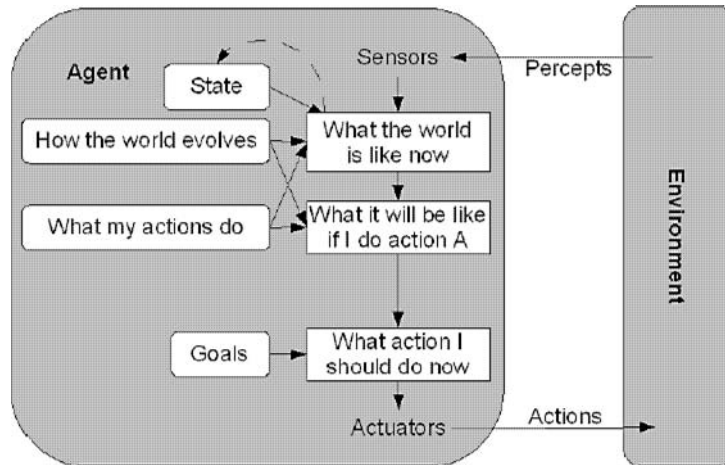 Agent
Sensors
Percepts
State
How the world evolves
What the world
is like now
What my actions do
What it will be like
if I do action A
Environment
Goals
What action I
should do now
Actuators
Actions